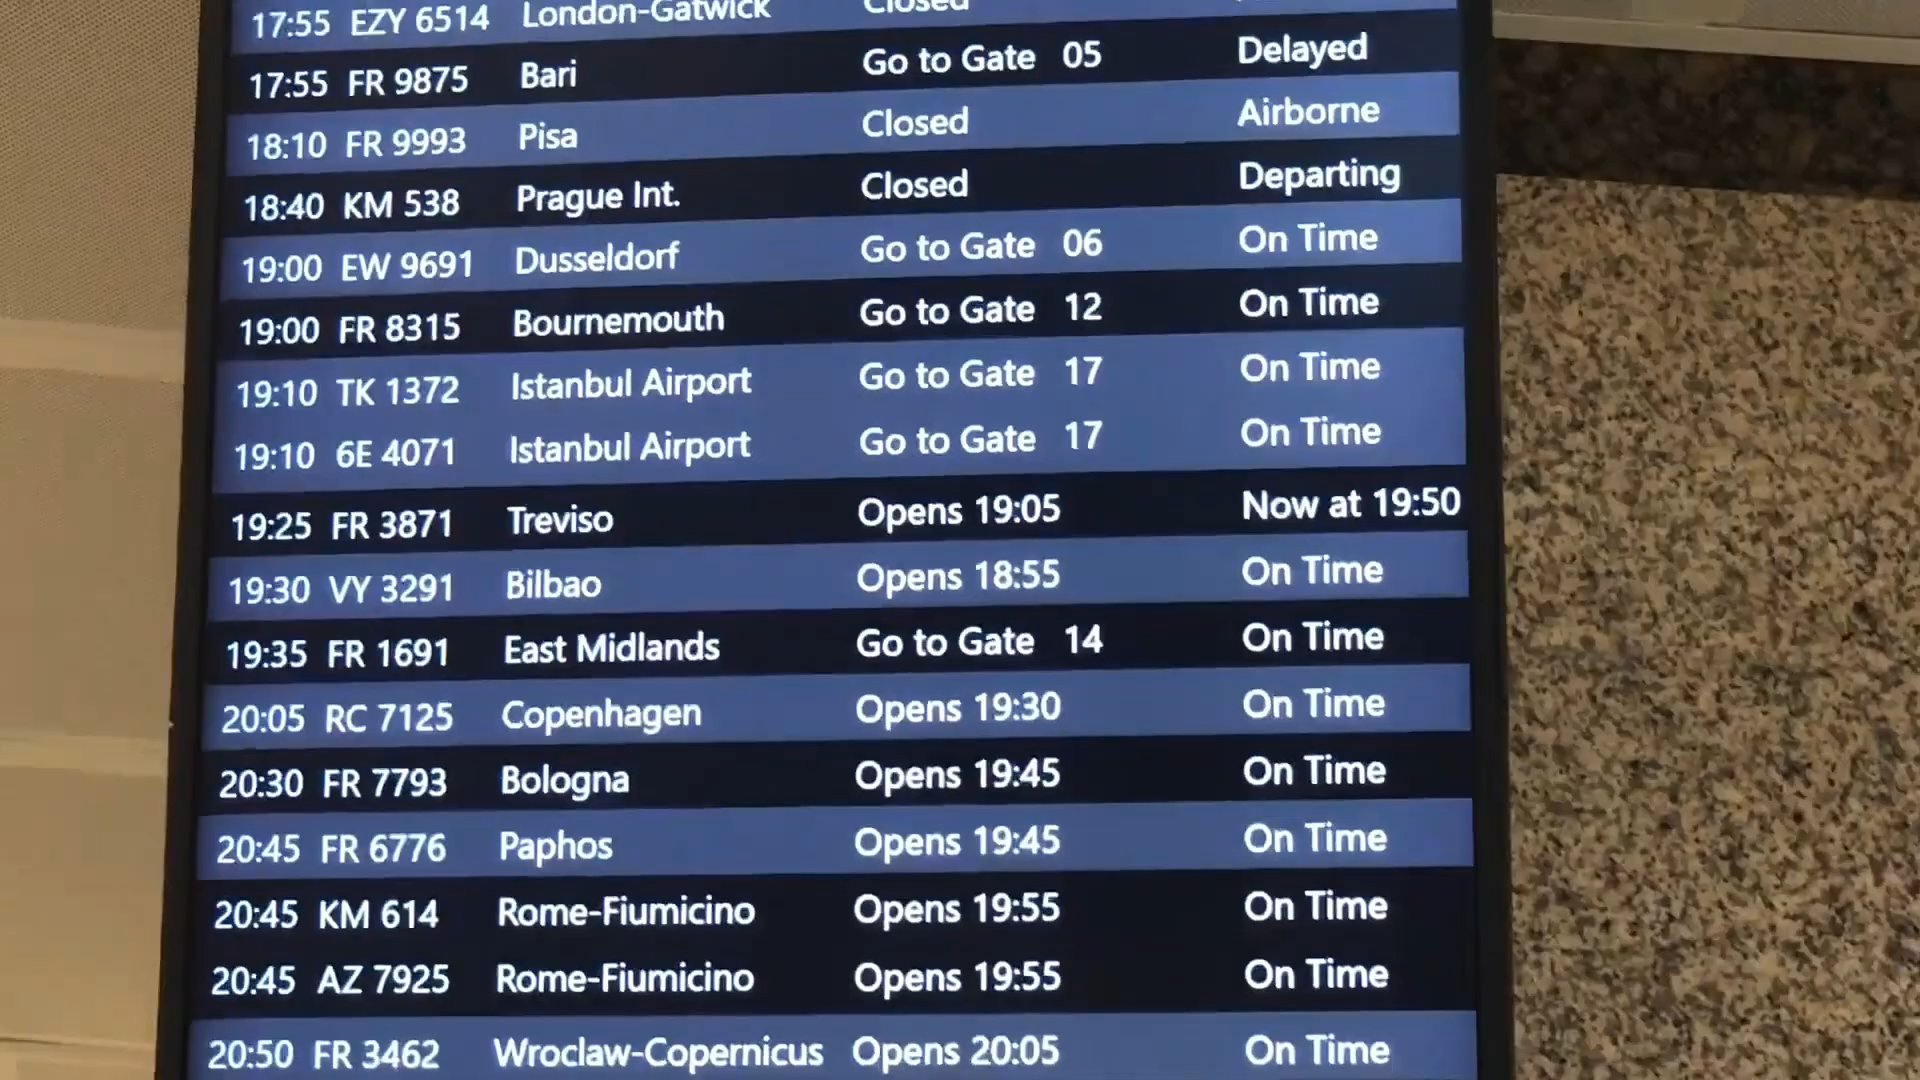 17:55 EZY 6514 London-Gatwick Closed
17:55 FR 9875 Bari Go to Gate 05 Delayed
18:10 FR 9993 Pisa Closed Airborne
18:40 KM 538 Prague Int. Closed Departing
19:00 EW 9691 Dusseldorf Go to Gate 06 On Time
19:00 FR 8315 Bournemouth Go to Gate 12 On Time
19:10 TK 1372 Istanbul Airport Go to Gate 17 On Time
19:10 6E 4071 Istanbul Airport Go to Gate 17 On Time
19:25 FR 3871 Treviso Opens 19:05 Now at 19:50
19:30 VY 3291 Bilbao Opens 18:55 On Time
19:35 FR 1691 East Midlands Go to Gate 14 On Time
20:05 RC 7125 Copenhagen Opens 19:30 On Time
20:30 FR 7793 Bologna Opens 19:45 On Time
20:45 FR 6776 Paphos Opens 19:45 On Time
20:45 KM 614 Rome-Fiumicino Opens 19:55 On Time
20:45 AZ 7925 Rome-Fiumicino Opens 19:55 On Time
20:50 FR 3462 Wroclaw-Copernicus Opens 20:05 On Time